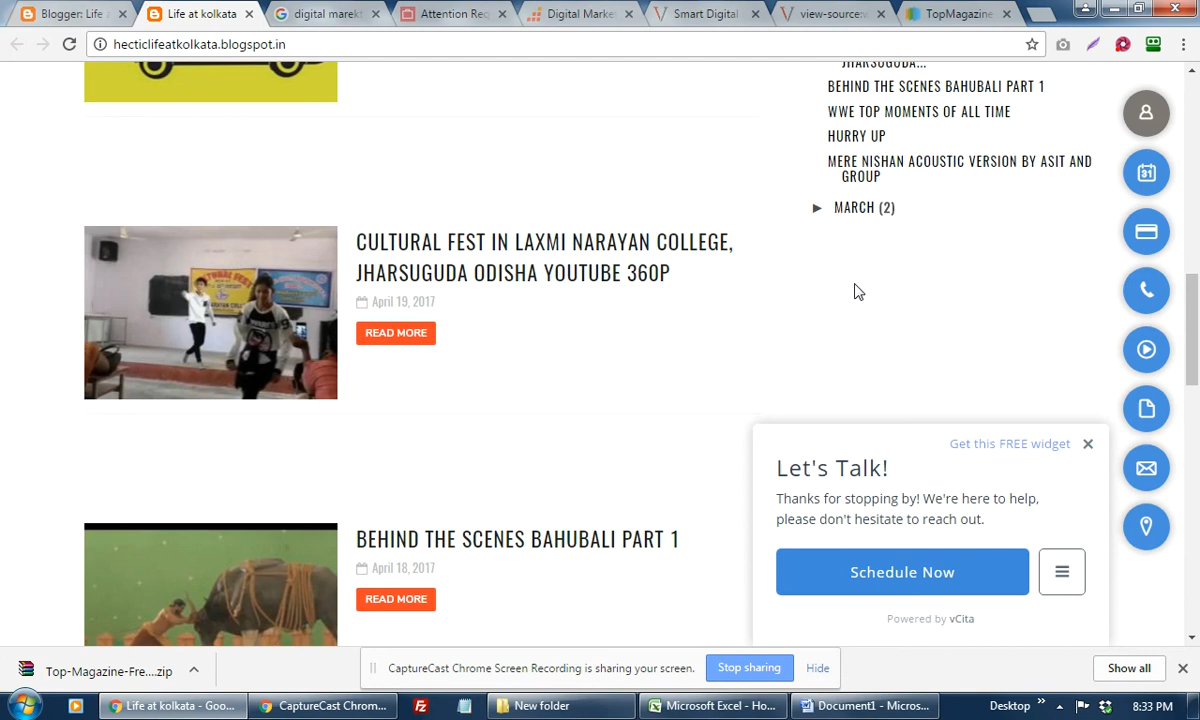 Blogger: Life
Life at kolkata
digital marekt
Attention Rec
Digital Marke
Smart Digital
view-source:
TopMagazine
hecticlifeatkolkata.blogspot.in
JHARSUGUDA...
BEHIND THE SCENES BAHUBALI PART 1
WWE TOP MOMENTS OF ALL TIME
HURRY UP
MERE NISHAN ACOUSTIC VERSION BY ASIT AND
GROUP
► MARCH (2)
31
CULTURAL FEST IN LAXMI NARAYAN COLLEGE,
JHARSUGUDA ODISHA YOUTUBE 360P
April 19, 2017
READ MORE
Get this FREE widget
Let's Talk!
Thanks for stopping by! We're here to help,
please don't hesitate to reach out.
Schedule Now
Powered by vCita
BEHIND THE SCENES BAHUBALI PART 1
April 18, 2017
READ MORE
Top-Magazine-Fre....zip
CaptureCast Chrome Screen Recording is sharing your screen.
Stop sharing
Hide
Show all
Life at kolkata - Goo...
CaptureCast Chrom...
New folder
Microsoft Excel - Ho...
Document1 - Micros...
Desktop
8:33 PM